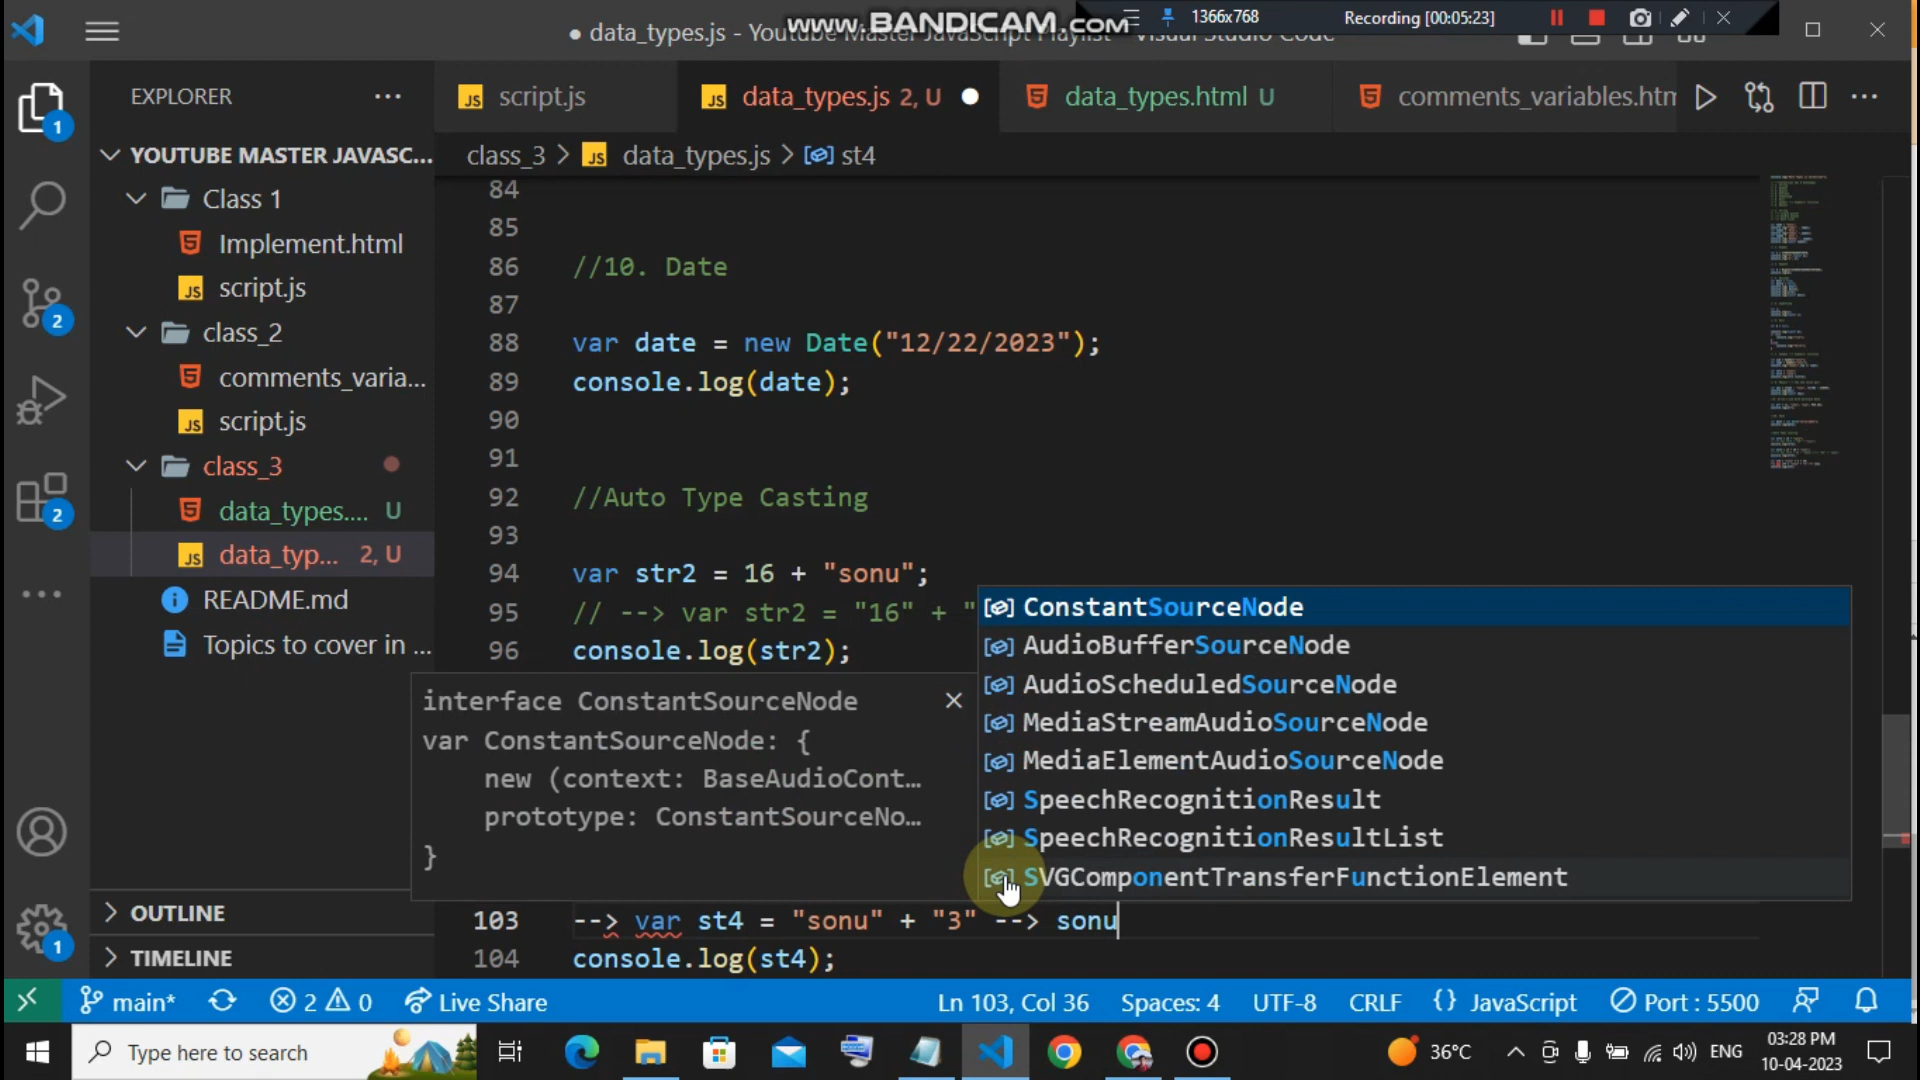 www.BANDICAM.com
1366x768
Recording [00:05:23]
data_types.js - Youtube Master JavaScript Playlist - Visual Studio Code
EXPLORER
script.js
data_types.js 2, U
data_types.html U
comments_variables.htm
YOUTUBE MASTER JAVASC...
class_3 > data_types.js > st4
Class 1
Implement.html
script.js
class_2
comments_varia...
script.js
class_3
data_types.... U
data_typ... 2, U
README.md
Topics to cover in ...
OUTLINE
TIMELINE
1
2
2
1
84
85
86 //10. Date
87
88 var date = new Date("12/22/2023");
89 console.log(date);
90
91
92 //Auto Type Casting
93
94 var str2 = 16 + "sonu";
95 // --> var str2 = "16" + "
96 console.log(str2);
ConstantSourceNode
AudioBufferSourceNode
AudioScheduledSourceNode
MediaStreamAudioSourceNode
MediaElementAudioSourceNode
SpeechRecognitionResult
SpeechRecognitionResultList
SVGComponentTransferFunctionElement
interface ConstantSourceNode
var ConstantSourceNode: {
new (context: BaseAudioCont...
prototype: ConstantSourceNo...
}
103 --> var st4 = "sonu" + "3" --> sonu
104 console.log(st4);
main* 2 0 Live Share
Ln 103, Col 36 Spaces: 4 UTF-8 CRLF {} JavaScript Port : 5500
Type here to search
36°C
ENG
03:28 PM
10-04-2023